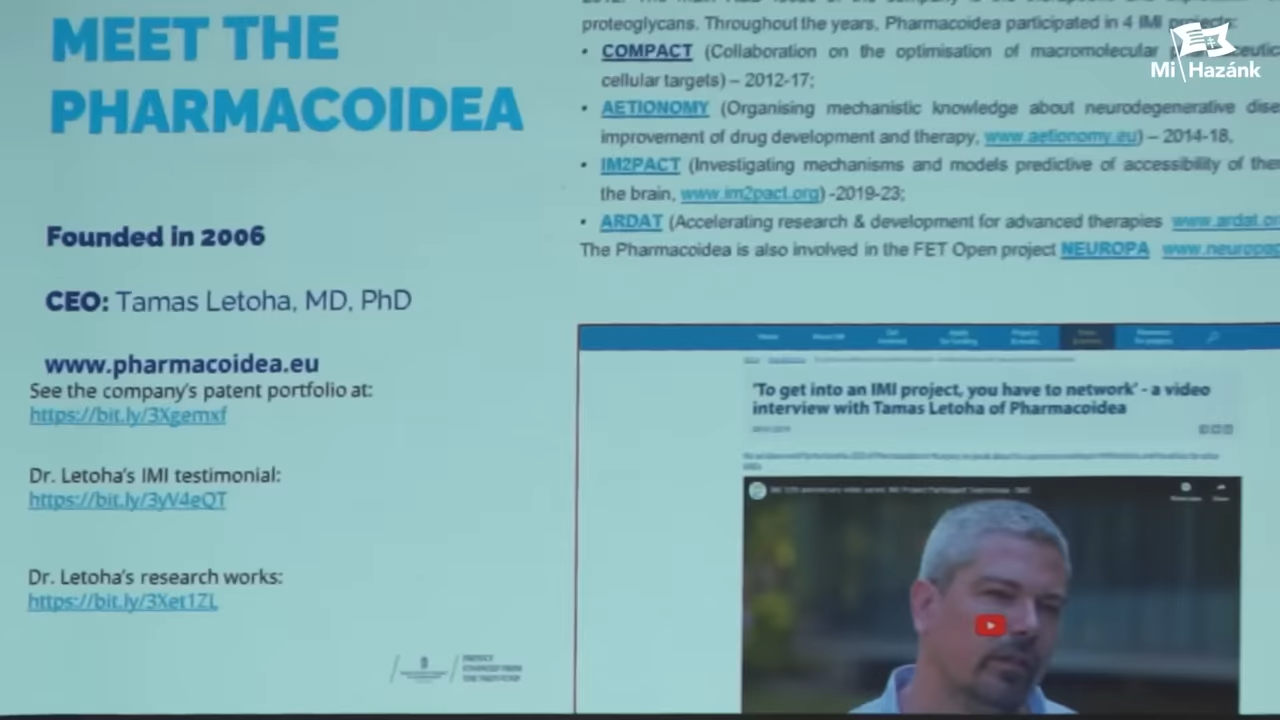 MEET THE
PHARMACOIDEA
Founded in 2006
CEO: Tamas Letoha, MD, PhD
www.pharmacoidea.eu
See the company's patent portfolio at:
https://bit.ly/3Xgemxf
Dr. Letoha's IMI testimonial:
https://bit.ly/3yV4eQT
Dr. Letoha's research works:
https://bit.ly/3Xet1ZL
proteoglycans. Throughout the years, Pharmacoidea participated in 4 IMI projects:
• COMPACT (Collaboration on the optimisation of macromolecular
cellular targets) – 2012-17;
• AETIONOMY (Organising mechanistic knowledge about neurodegenerative dise
improvement of drug development and therapy, www.aetionomy.eu) – 2014-18,
• IM2PACT (Investigating mechanisms and models predictive of accessibility of the
the brain, www.im2pact.org) -2019-23;
• ARDAT (Accelerating research & development for advanced therapies www.ardat.o
The Pharmacoidea is also involved in the FET Open project NEUROPA www.neuropa
'To get into an IMI project, you have to network' - a video
interview with Tamas Letoha of Pharmacoidea
Mi Hazánk